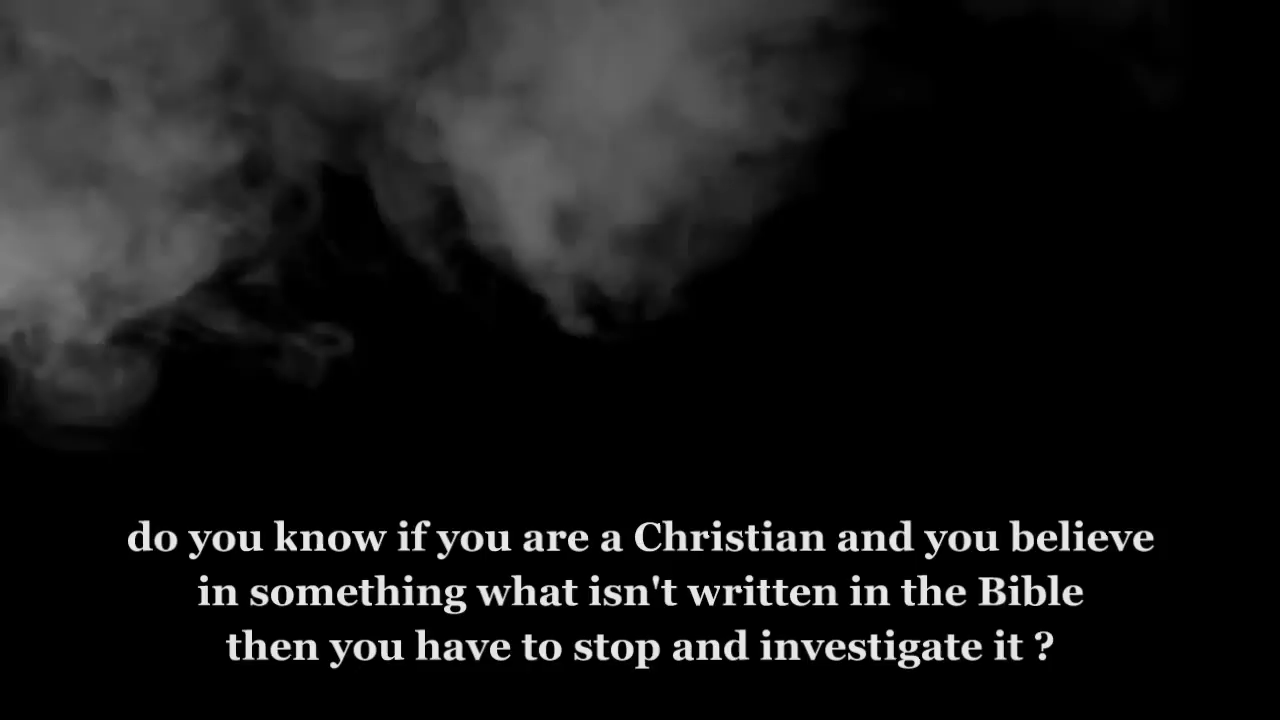 do you know if you are a Christian and you believe
in something what isn't written in the Bible
then you have to stop and investigate it ?